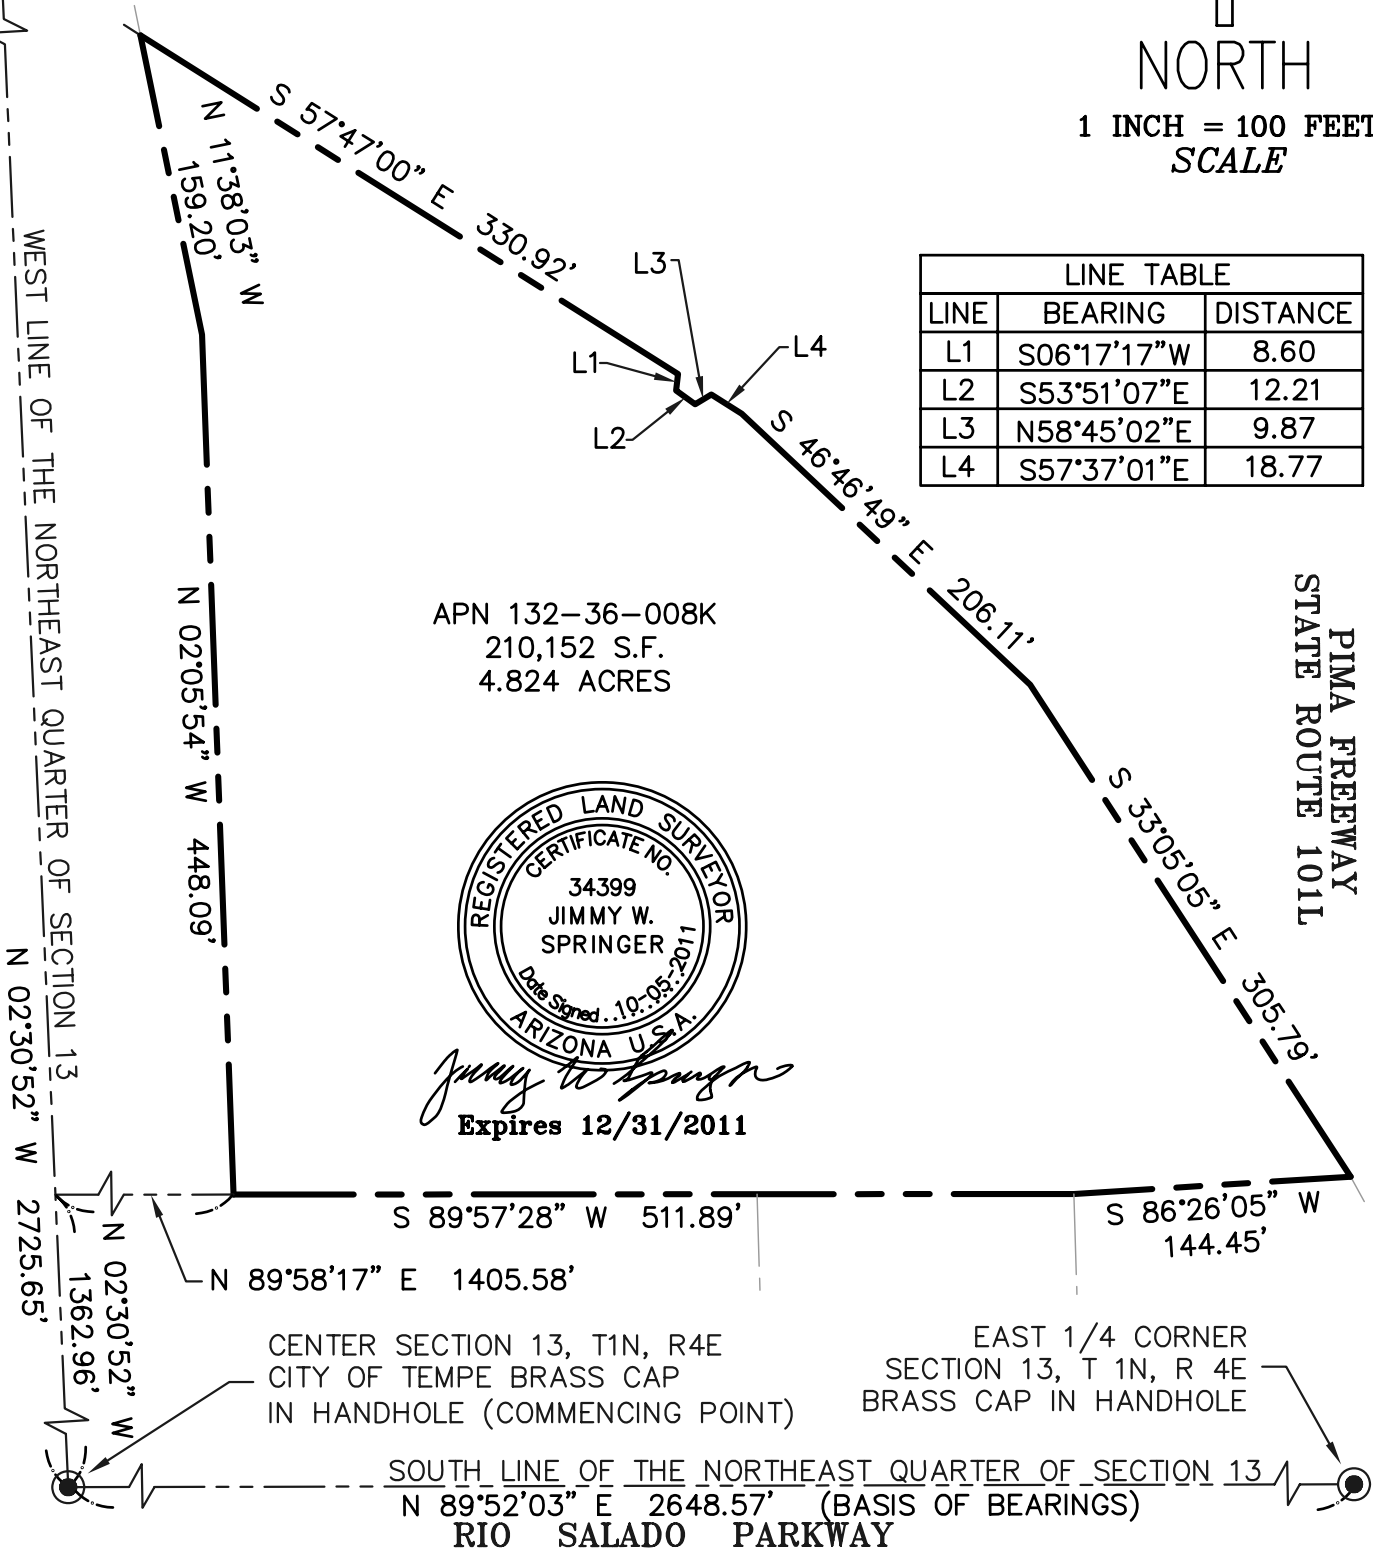 NORTH
1 INCH = 100 FEET
SCALE
S 57°47'00" E 330.92'
N 11°38'03" W
159.20'
L3
L1
L4
L2
LINE TABLE
LINE BEARING DISTANCE
L1 S06°17'17"W 8.60
L2 S53°51'07"E 12.21
L3 N58°45'02"E 9.87
L4 S57°37'01"E 18.77
WEST LINE OF THE NORTHEAST QUARTER OF SECTION 13
N 02°30'52" W 2725.65'
S 46°46'49" E 206.11'
N 02°05'54" W 448.09'
APN 132-36-008K
210,152 S.F.
4.824 ACRES
PIMA FREEWAY
STATE ROUTE 101L
S 33°05'05" E 305.79'
REGISTERED LAND SURVEYOR
CERTIFICATE NO.
34399
JIMMY W.
SPRINGER
Date Signed..10-05-2011
ARIZONA U.S.A.
Jimmy W Springer
Expires 12/31/2011
S 89°57'28" W 511.89'
S 86°26'05" W
144.45'
N 89°58'17" E 1405.58'
N 02°30'52" W
1362.96'
CENTER SECTION 13, T1N, R4E
CITY OF TEMPE BRASS CAP
IN HANDHOLE (COMMENCING POINT)
EAST 1/4 CORNER
SECTION 13, T 1N, R 4E
BRASS CAP IN HANDHOLE
SOUTH LINE OF THE NORTHEAST QUARTER OF SECTION 13
N 89°52'03" E 2648.57' (BASIS OF BEARINGS)
RIO SALADO PARKWAY